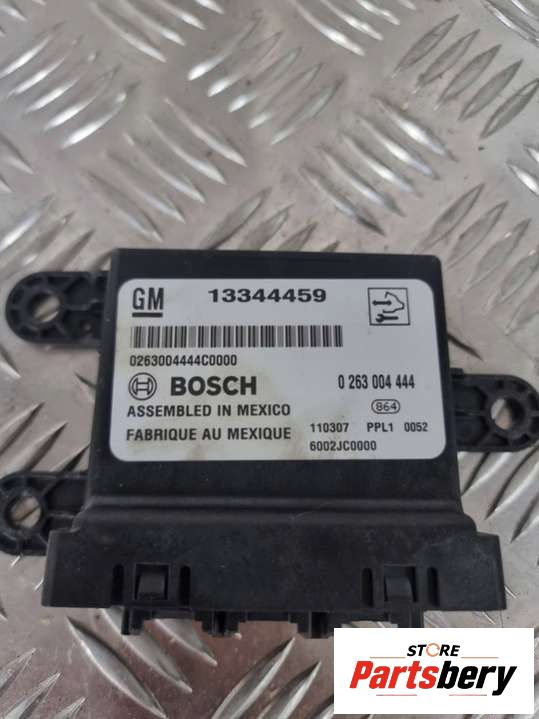 GM 13344459
0263004444C0000
BOSCH 0 263 004 444
ASSEMBLED IN MEXICO 864
FABRIQUE AU MEXIQUE 110307 PPL1 0052
6002JC0000
STORE
Partsbery